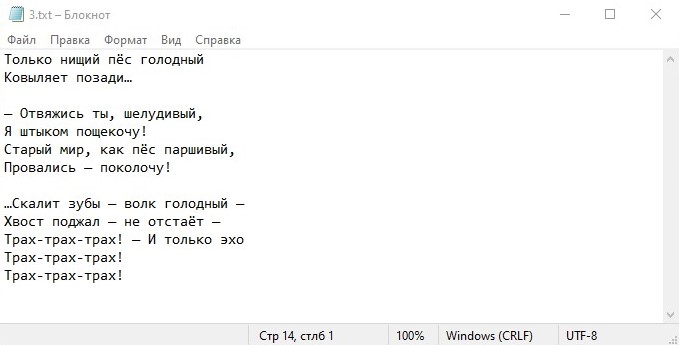 3.txt – Блокнот
Файл Правка Формат Вид Справка
Только нищий пёс голодный
Ковыляет позади…

— Отвяжись ты, шелудивый,
Я штыком пощекочу!
Старый мир, как пёс паршивый,
Провались — поколочу!

…Скалит зубы — волк голодный —
Хвост поджал — не отстаёт —
Трах-трах-трах! — И только эхо
Трах-трах-трах!
Трах-трах-трах!
Стр 14, стлб 1 100% Windows (CRLF) UTF-8